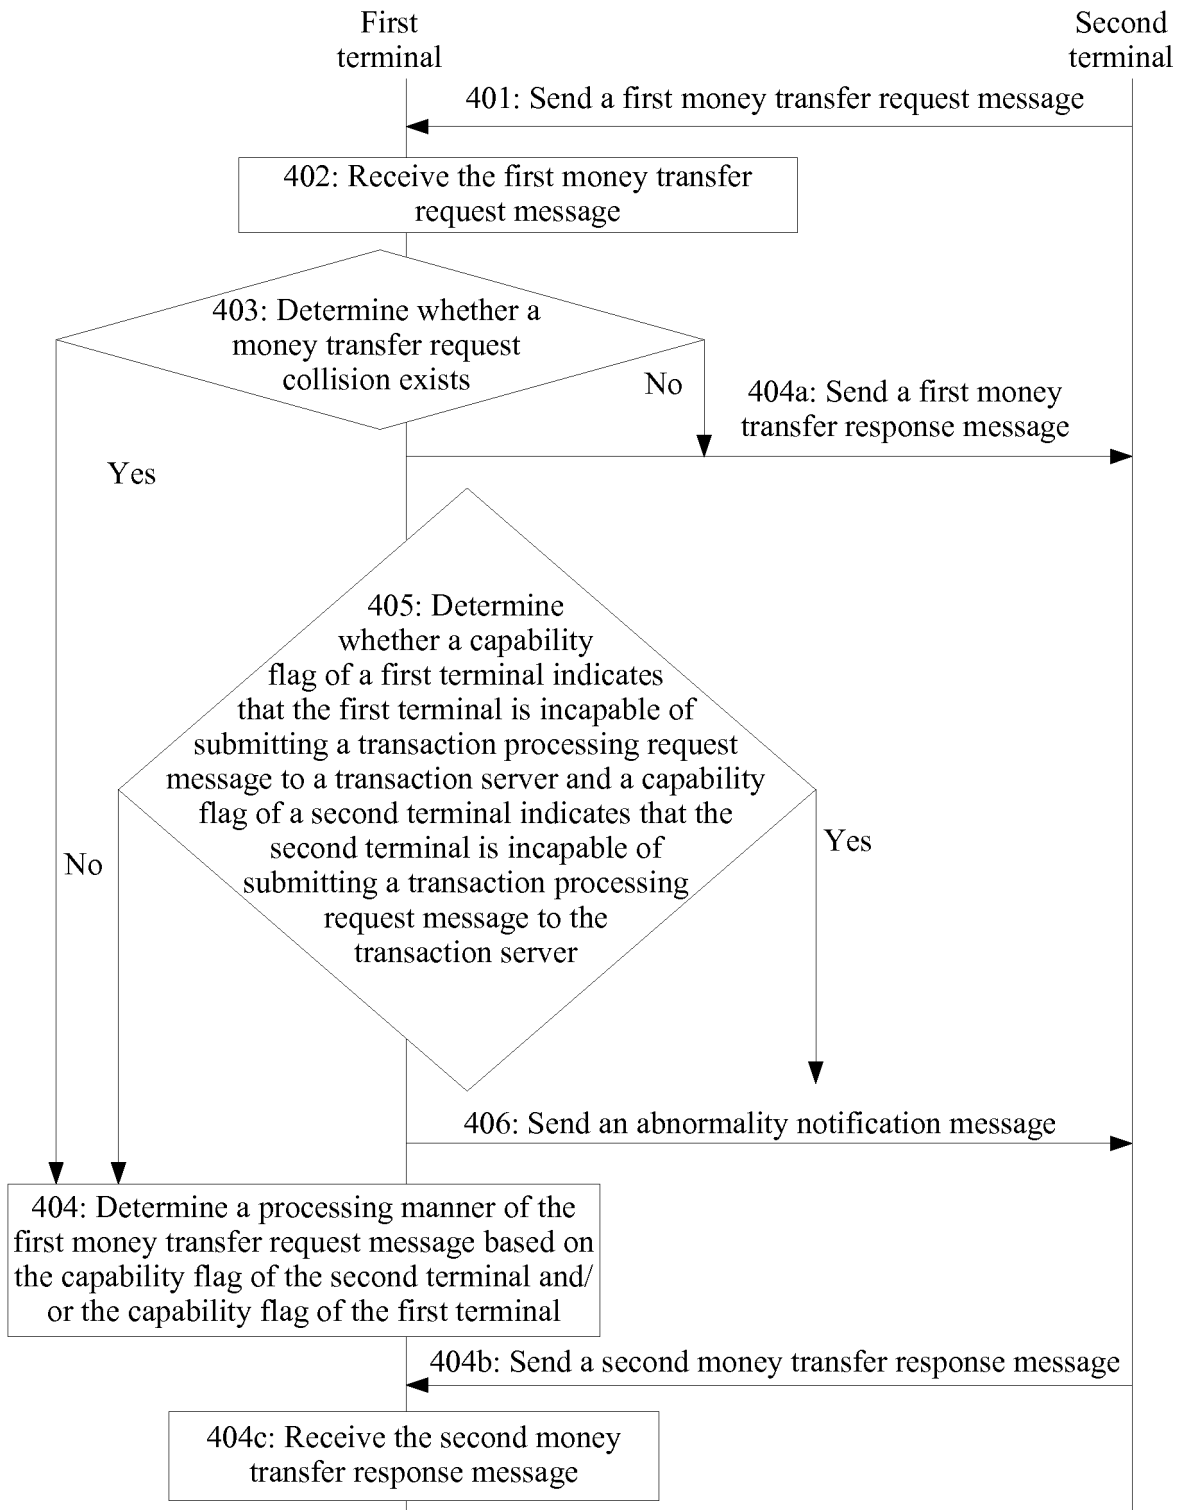 First
terminal
Second
terminal
401: Send a first money transfer request message
402: Receive the first money transfer
request message
403: Determine whether a
money transfer request
collision exists
No
404a: Send a first money
transfer response message
Yes
405: Determine
whether a capability
flag of a first terminal indicates
that the first terminal is incapable of
submitting a transaction processing request
message to a transaction server and a capability
flag of a second terminal indicates that the
second terminal is incapable of
submitting a transaction processing
request message to the
transaction server
No
Yes
406: Send an abnormality notification message
404: Determine a processing manner of the
first money transfer request message based on
the capability flag of the second terminal and/
or the capability flag of the first terminal
404b: Send a second money transfer response message
404c: Receive the second money
transfer response message